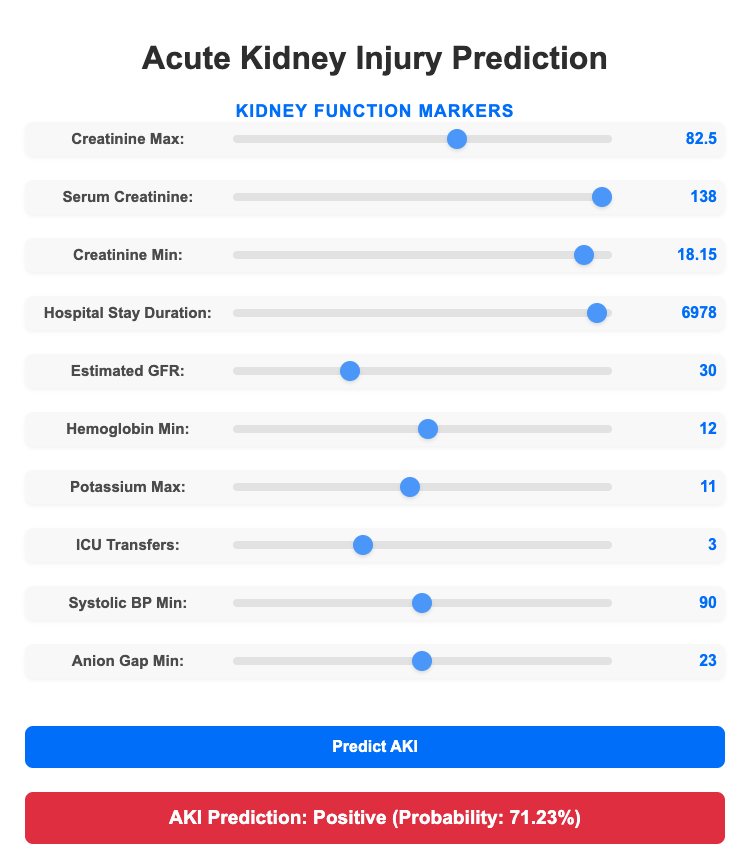 Acute Kidney Injury Prediction
KIDNEY FUNCTION MARKERS
Creatinine Max: 82.5
Serum Creatinine: 138
Creatinine Min: 18.15
Hospital Stay Duration: 6978
Estimated GFR: 30
Hemoglobin Min: 12
Potassium Max: 11
ICU Transfers: 3
Systolic BP Min: 90
Anion Gap Min: 23
Predict AKI
AKI Prediction: Positive (Probability: 71.23%)